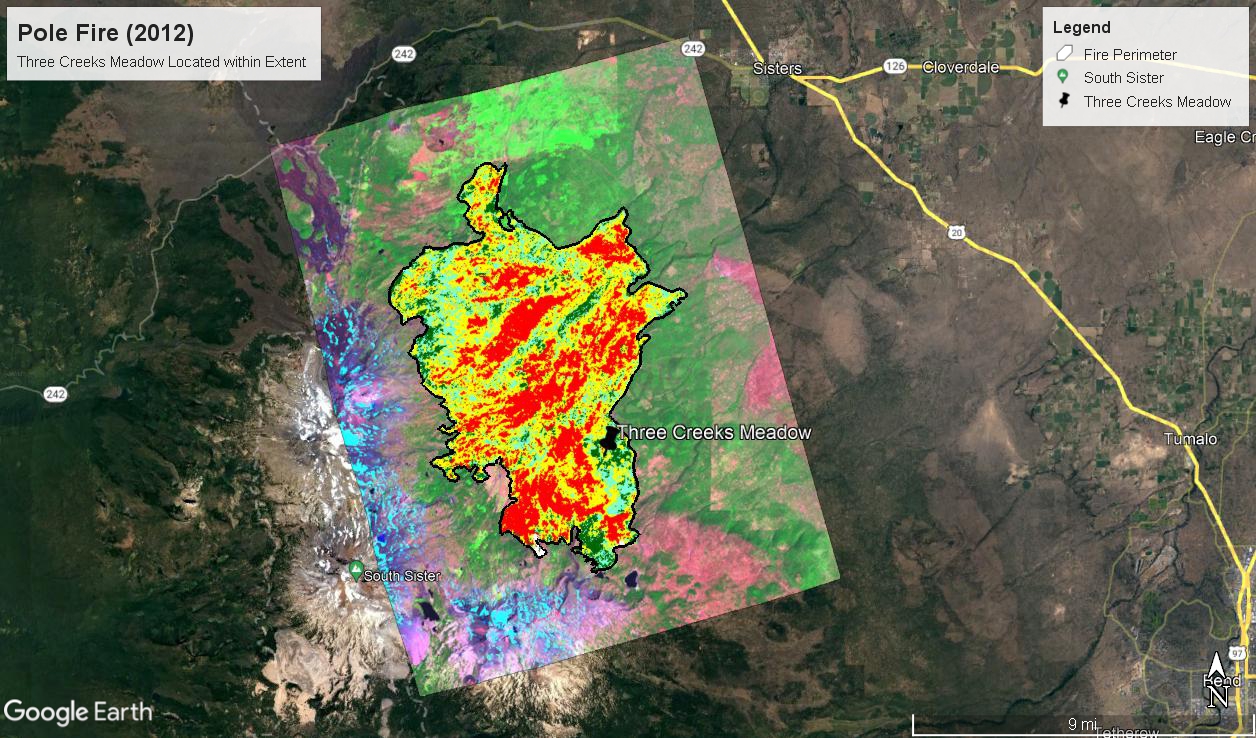 Pole Fire (2012)
Three Creeks Meadow Located within Extent
Legend
Fire Perimeter
South Sister
Three Creeks Meadow
242
242
Sisters
126
Cloverdale
Eagle Cr
20
242
Three Creeks Meadow
Tumalo
South Sister
97
Bend
N
Google Earth
9 mi
Tetherow